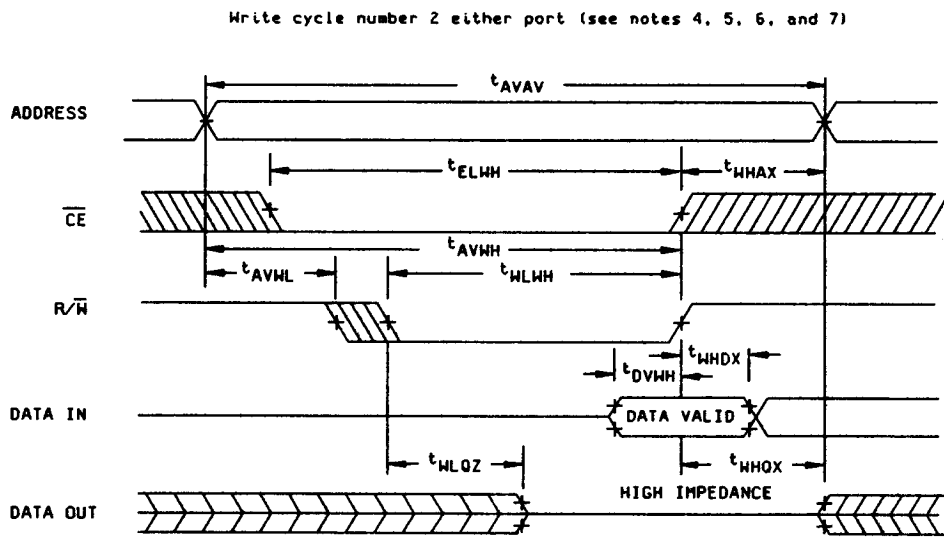 Write cycle number 2 either port (see notes 4, 5, 6, and 7)
tAVAV
ADDRESS
tELWH
tWHAX
CE
tAVWH
tAVWL
tWLWH
R/W
tWHDX
tDVWH
DATA IN
DATA VALID
tWLQZ
tWHQX
HIGH IMPEDANCE
DATA OUT